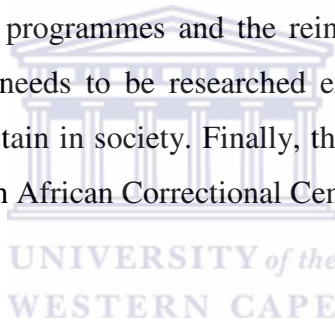 programmes and the rein
needs to be researched e
tain in society. Finally, th
n African Correctional Cen
UNIVERSITY of the
WESTERN CAPE